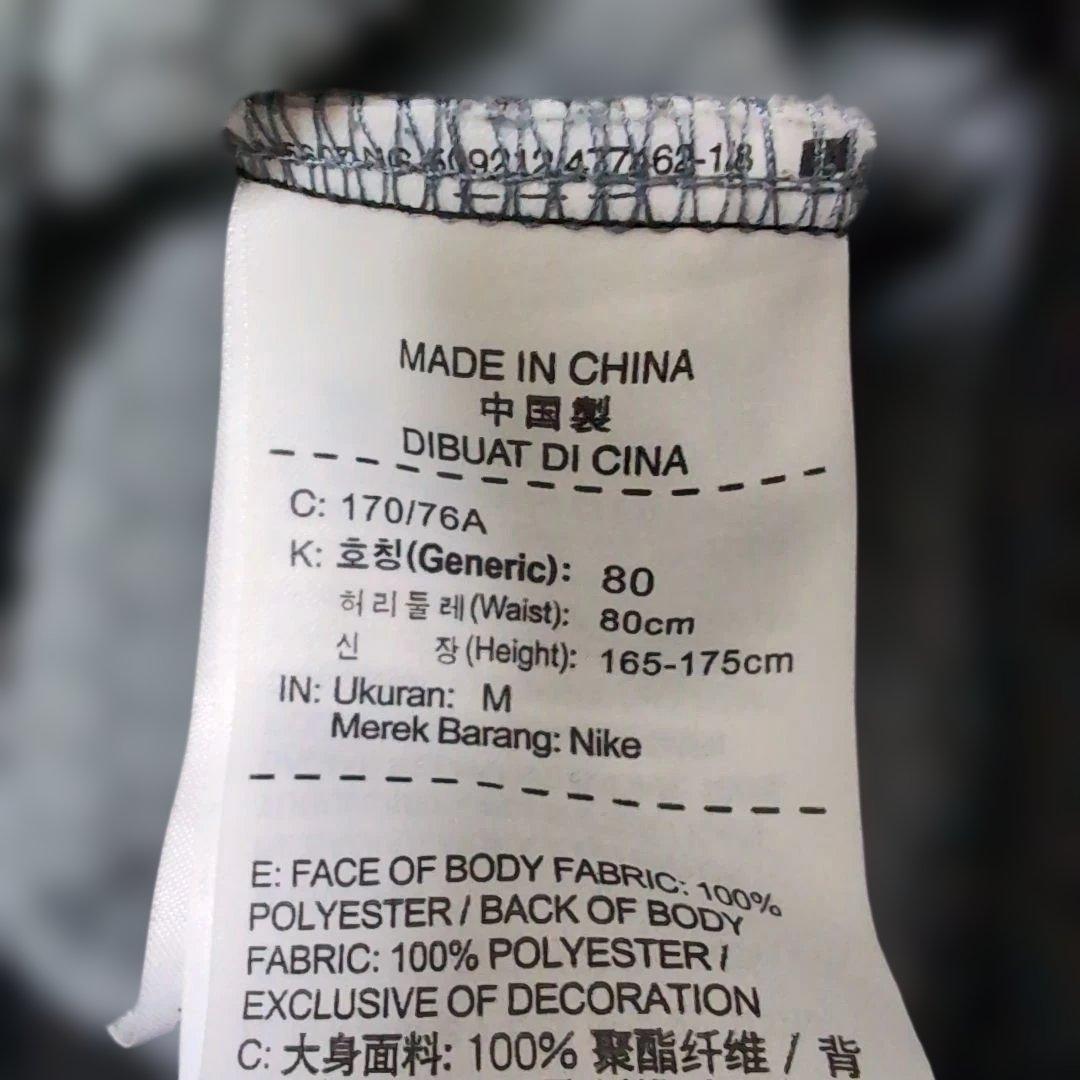 477162-18
MADE IN CHINA
中国製
DIBUAT DI CINA
C: 170/76A
K: 호칭(Generic): 80
허리둘레(Waist): 80cm
신 장(Height): 165-175cm
IN: Ukuran: M
Merek Barang: Nike
E: FACE OF BODY FABRIC: 100%
POLYESTER / BACK OF BODY
FABRIC: 100% POLYESTER /
EXCLUSIVE OF DECORATION
C: 大身面料: 100% 聚酯纤维 / 背